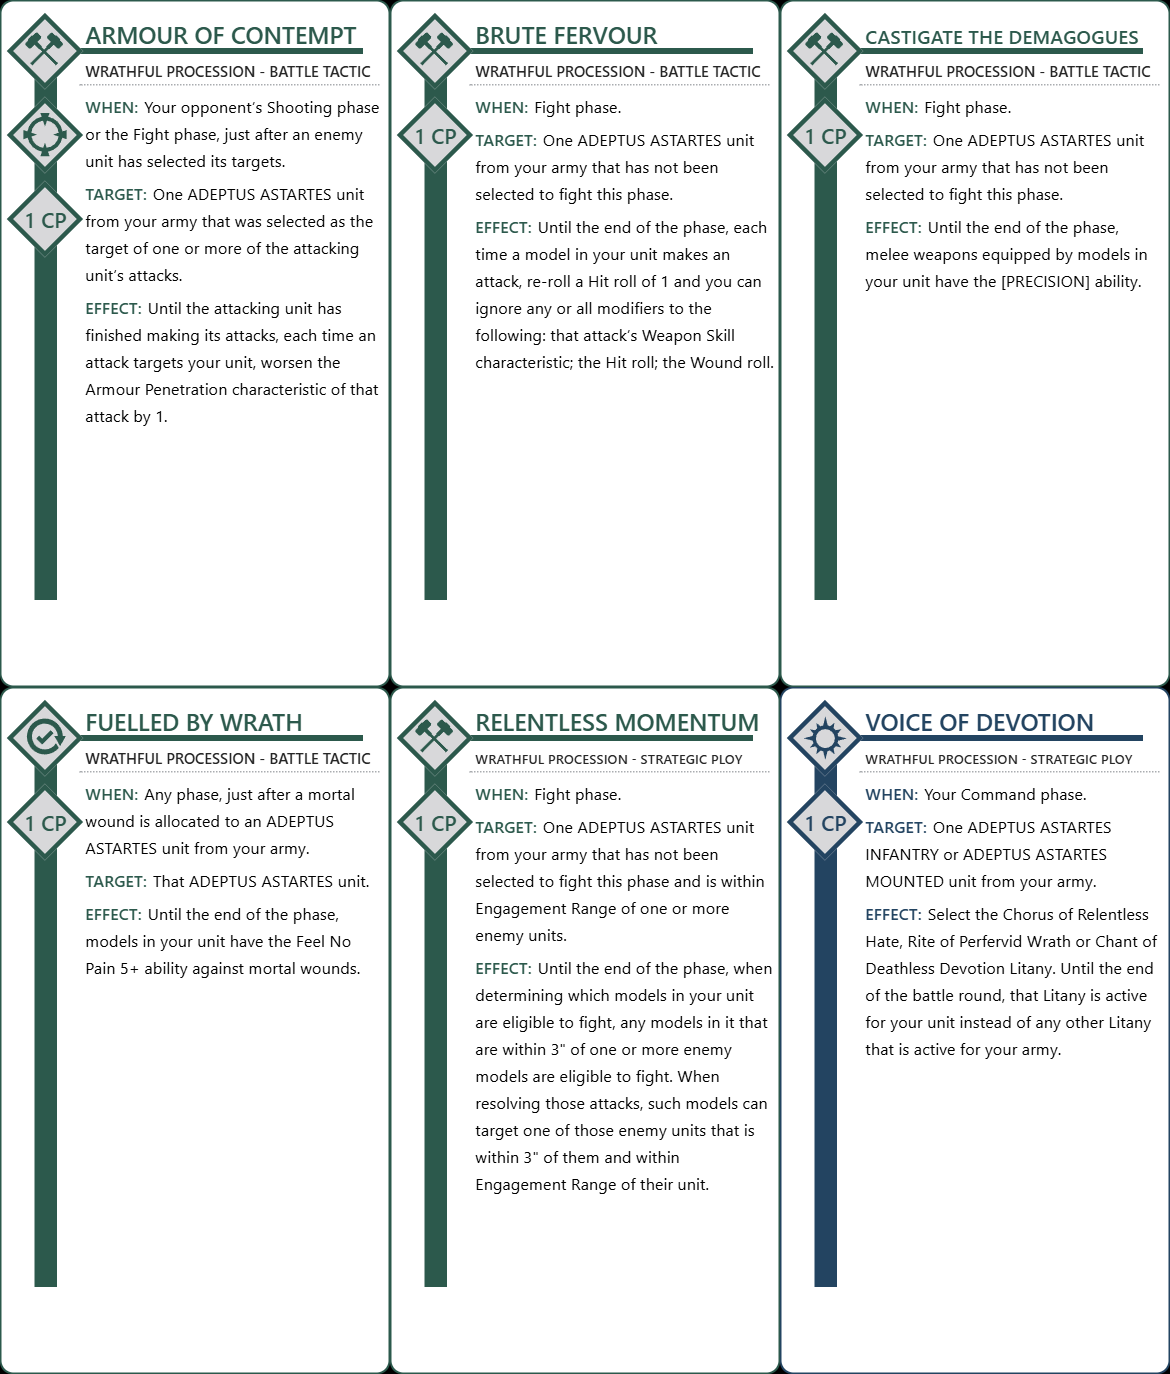 ARMOUR OF CONTEMPT
WRATHFUL PROCESSION - BATTLE TACTIC
WHEN: Your opponent's Shooting phase
or the Fight phase, just after an enemy
unit has selected its targets.
1 CP
TARGET: One ADEPTUS ASTARTES unit
from your army that was selected as the
target of one or more of the attacking
unit's attacks.
EFFECT: Until the attacking unit has
finished making its attacks, each time an
attack targets your unit, worsen the
Armour Penetration characteristic of that
attack by 1.
BRUTE FERVOUR
WRATHFUL PROCESSION - BATTLE TACTIC
WHEN: Fight phase.
1 CP
TARGET: One ADEPTUS ASTARTES unit
from your army that has not been
selected to fight this phase.
EFFECT: Until the end of the phase, each
time a model in your unit makes an
attack, re-roll a Hit roll of 1 and you can
ignore any or all modifiers to the
following: that attack's Weapon Skill
characteristic; the Hit roll; the Wound roll.
CASTIGATE THE DEMAGOGUES
WRATHFUL PROCESSION - BATTLE TACTIC
WHEN: Fight phase.
1 CP
TARGET: One ADEPTUS ASTARTES unit
from your army that has not been
selected to fight this phase.
EFFECT: Until the end of the phase,
melee weapons equipped by models in
your unit have the [PRECISION] ability.
FUELLED BY WRATH
WRATHFUL PROCESSION - BATTLE TACTIC
WHEN: Any phase, just after a mortal
wound is allocated to an ADEPTUS
ASTARTES unit from your army.
1 CP
TARGET: That ADEPTUS ASTARTES unit.
EFFECT: Until the end of the phase,
models in your unit have the Feel No
Pain 5+ ability against mortal wounds.
RELENTLESS MOMENTUM
WRATHFUL PROCESSION - STRATEGIC PLOY
WHEN: Fight phase.
1 CP
TARGET: One ADEPTUS ASTARTES unit
from your army that has not been
selected to fight this phase and is within
Engagement Range of one or more
enemy units.
EFFECT: Until the end of the phase, when
determining which models in your unit
are eligible to fight, any models in it that
are within 3" of one or more enemy
models are eligible to fight. When
resolving those attacks, such models can
target one of those enemy units that is
within 3" of them and within
Engagement Range of their unit.
VOICE OF DEVOTION
WRATHFUL PROCESSION - STRATEGIC PLOY
WHEN: Your Command phase.
1 CP
TARGET: One ADEPTUS ASTARTES
INFANTRY or ADEPTUS ASTARTES
MOUNTED unit from your army.
EFFECT: Select the Chorus of Relentless
Hate, Rite of Perfervid Wrath or Chant of
Deathless Devotion Litany. Until the end
of the battle round, that Litany is active
for your unit instead of any other Litany
that is active for your army.